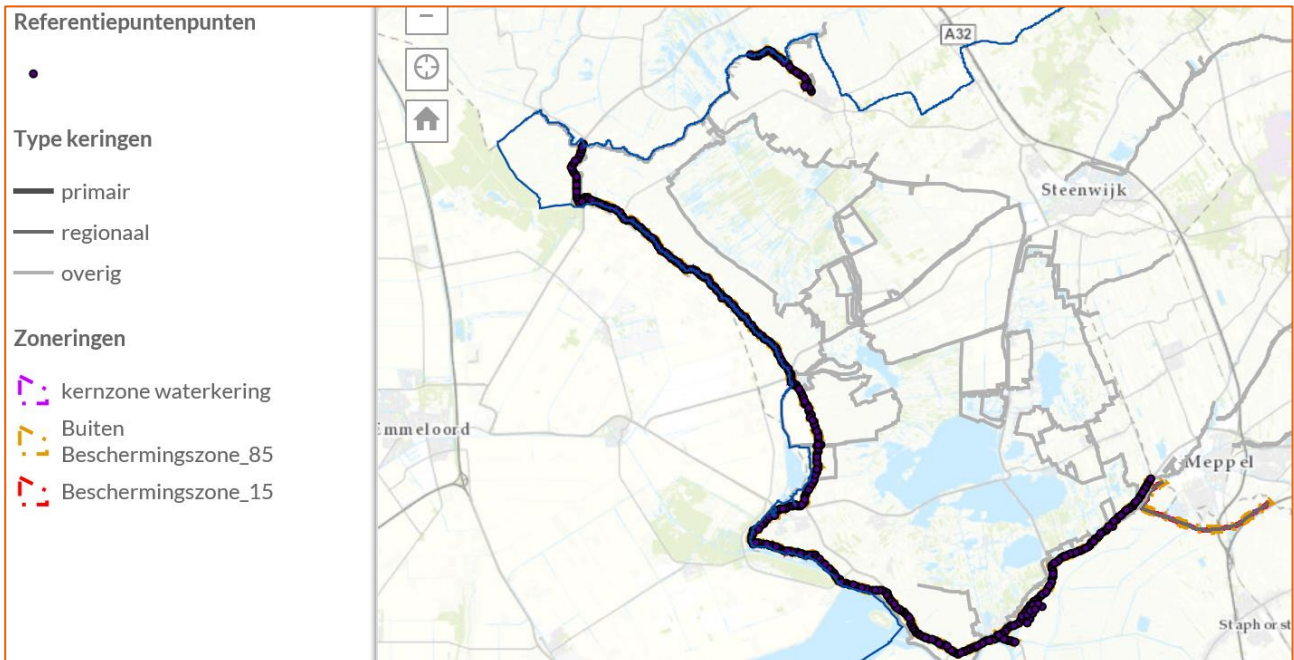 Referentiepuntenpunten
Type keringen
primair
regionaal
overig
Zoneringen
kernzone waterkering
Buiten
Beschermingszone_85
Beschermingszone_15
A32
Steenwijk
Emmeloord
Meppel
Staphorst